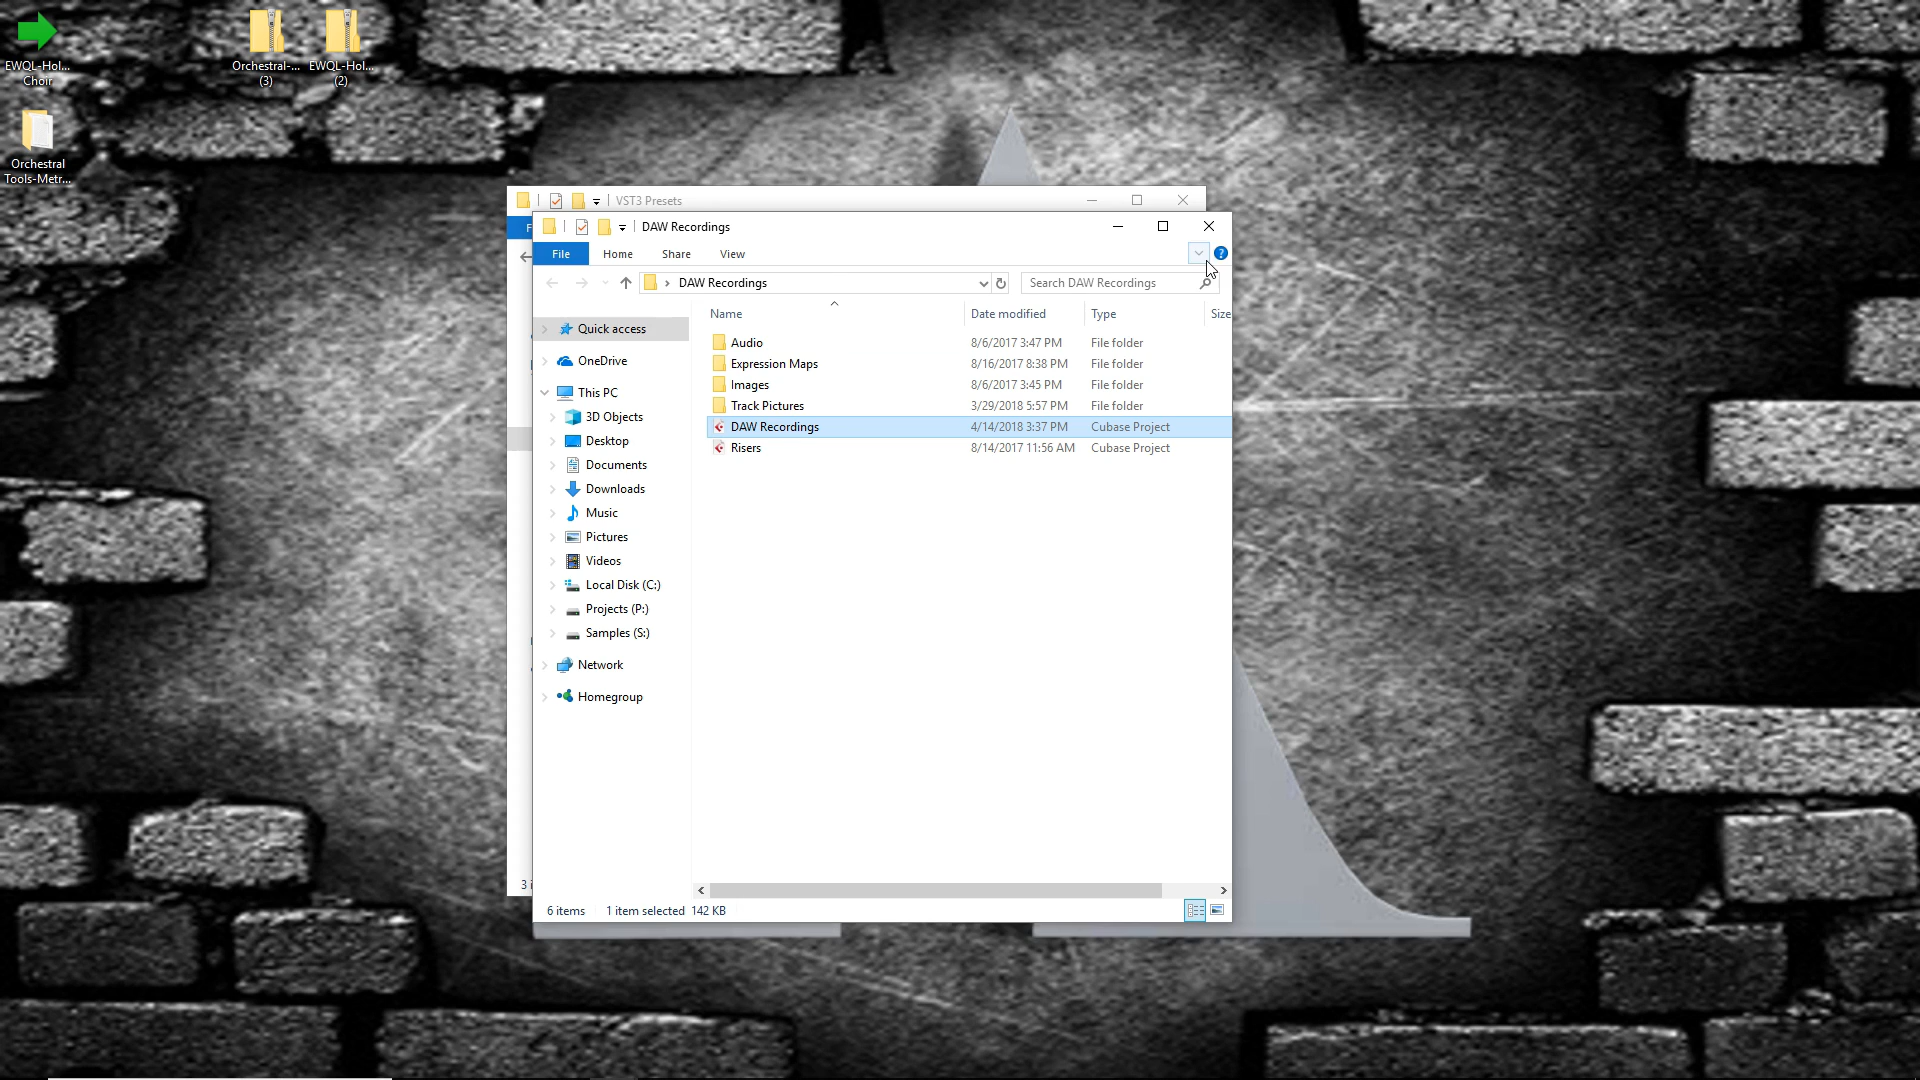 EWQL-Hol...
Choir
Orchestral-...
(3)
EWQL-Hol...
(2)
Orchestral
Tools-Metr...
VST3 Presets
F
DAW Recordings
File Home Share View
DAW Recordings
Search DAW Recordings
Name Date modified Type Size
Quick access
OneDrive
This PC
3D Objects
Desktop
Documents
Downloads
Music
Pictures
Videos
Local Disk (C:)
Projects (P:)
Samples (S:)
Network
Homegroup
Audio 8/6/2017 3:47 PM File folder
Expression Maps 8/16/2017 8:38 PM File folder
Images 8/6/2017 3:45 PM File folder
Track Pictures 3/29/2018 5:57 PM File folder
DAW Recordings 4/14/2018 3:37 PM Cubase Project
Risers 8/14/2017 11:56 AM Cubase Project
3 i
6 items 1 item selected 142 KB